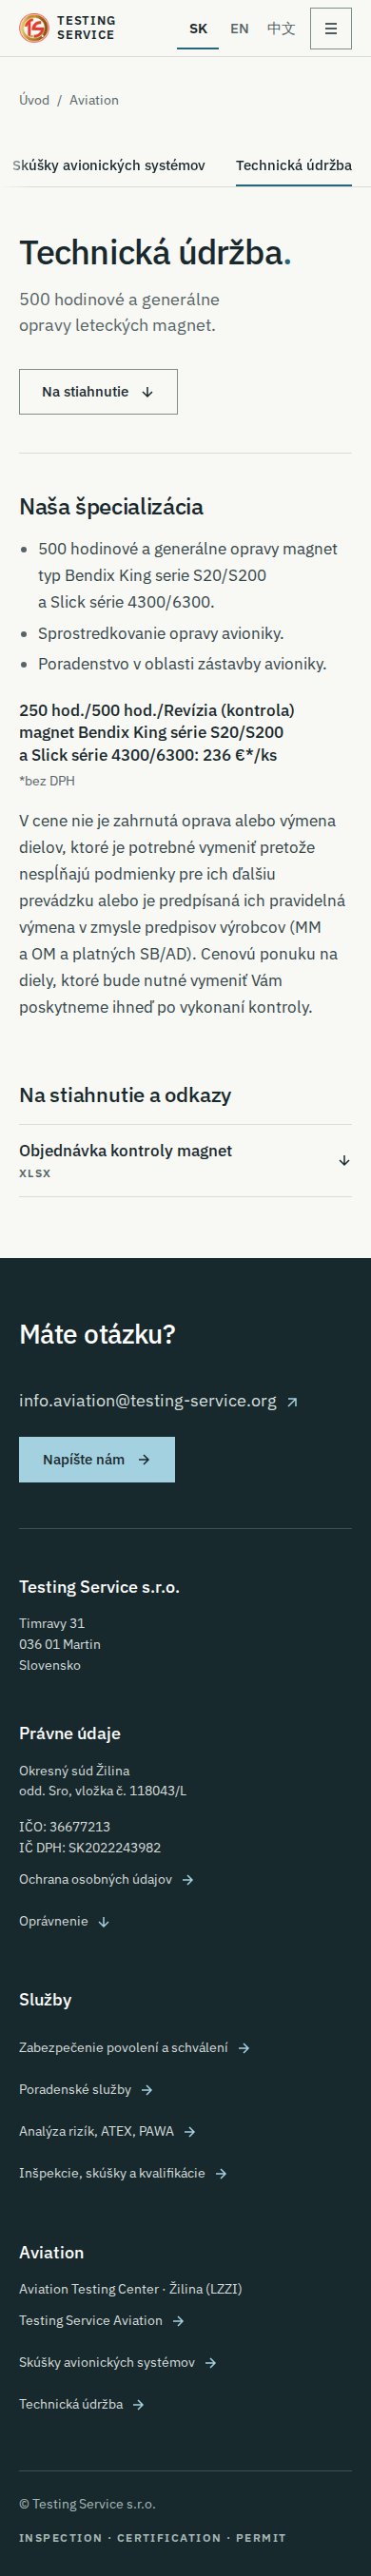 TESTING
SERVICE
SK EN 中文
Úvod / Aviation
Skúšky avionických systémov Technická údržba
Technická údržba.
500 hodinové a generálne
opravy leteckých magnet.
Na stiahnutie ↓
Naša špecializácia
• 500 hodinové a generálne opravy magnet
typ Bendix King serie S20/S200
a Slick série 4300/6300.
• Sprostredkovanie opravy avioniky.
• Poradenstvo v oblasti zástavby avioniky.
250 hod./500 hod./Revízia (kontrola)
magnet Bendix King série S20/S200
a Slick série 4300/6300: 236 €*/ks
*bez DPH
V cene nie je zahrnutá oprava alebo výmena
dielov, ktoré je potrebné vymeniť pretože
nespĺňajú podmienky pre ich ďalšiu
prevádzku alebo je predpísaná ich pravidelná
výmena v zmysle predpisov výrobcov (MM
a OM a platných SB/AD). Cenovú ponuku na
diely, ktoré bude nutné vymeniť Vám
poskytneme ihneď po vykonaní kontroly.
Na stiahnutie a odkazy
Objednávka kontroly magnet ↓
XLSX
Máte otázku?
info.aviation@testing-service.org ↗
Napíšte nám →
Testing Service s.r.o.
Timravy 31
036 01 Martin
Slovensko
Právne údaje
Okresný súd Žilina
odd. Sro, vložka č. 118043/L
IČO: 36677213
IČ DPH: SK2022243982
Ochrana osobných údajov →
Oprávnenie ↓
Služby
Zabezpečenie povolení a schválení →
Poradenské služby →
Analýza rizík, ATEX, PAWA →
Inšpekcie, skúšky a kvalifikácie →
Aviation
Aviation Testing Center · Žilina (LZZI)
Testing Service Aviation →
Skúšky avionických systémov →
Technická údržba →
© Testing Service s.r.o.
INSPECTION · CERTIFICATION · PERMIT